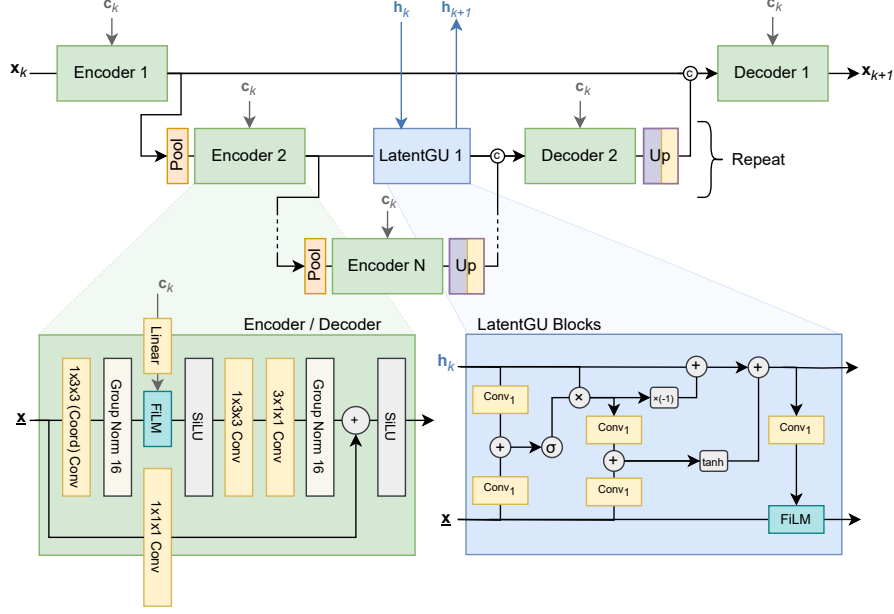 c_k h_k h_{k+1} c_k
x_k Encoder 1 c Decoder 1 x_{k+1}
c_k c_k
Pool Encoder 2 LatentGU 1 c Decoder 2 Up Repeat
c_k
Pool Encoder N Up
c_k
Encoder / Decoder
Linear
x
1x3x3 (Coord) Conv
Group Norm 16
FiLM
SiLU
1x3x3 Conv
3x1x1 Conv
Group Norm 16
+
SiLU
1x1x1 Conv
LatentGU Blocks
h_k + +
Conv_1 × ×(-1)
Conv_1 Conv_1
+ σ
+ tanh
Conv_1 Conv_1
x FiLM